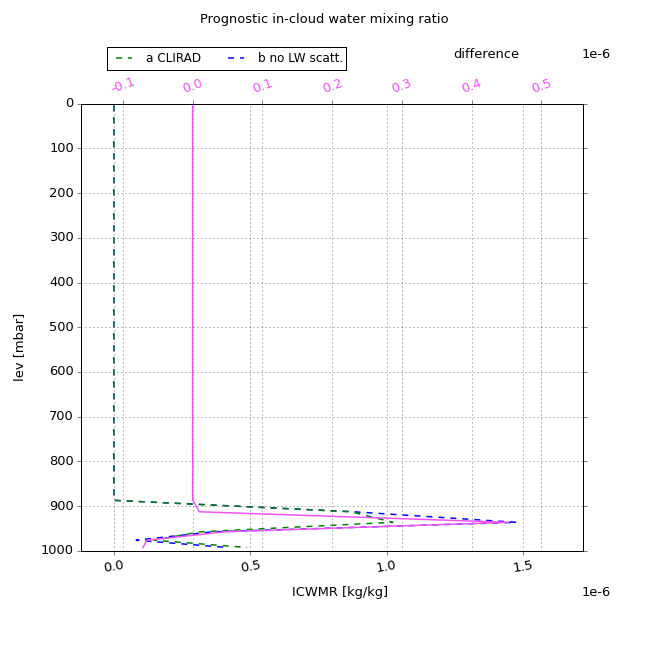 Prognostic in-cloud water mixing ratio
a CLIRAD b no LW scatt.
difference 1e-6
-0.1 0.0 0.1 0.2 0.3 0.4 0.5
0
100
200
300
400
500
600
700
800
900
1000
lev [mbar]
0.0 0.5 1.0 1.5
ICWMR [kg/kg] 1e-6